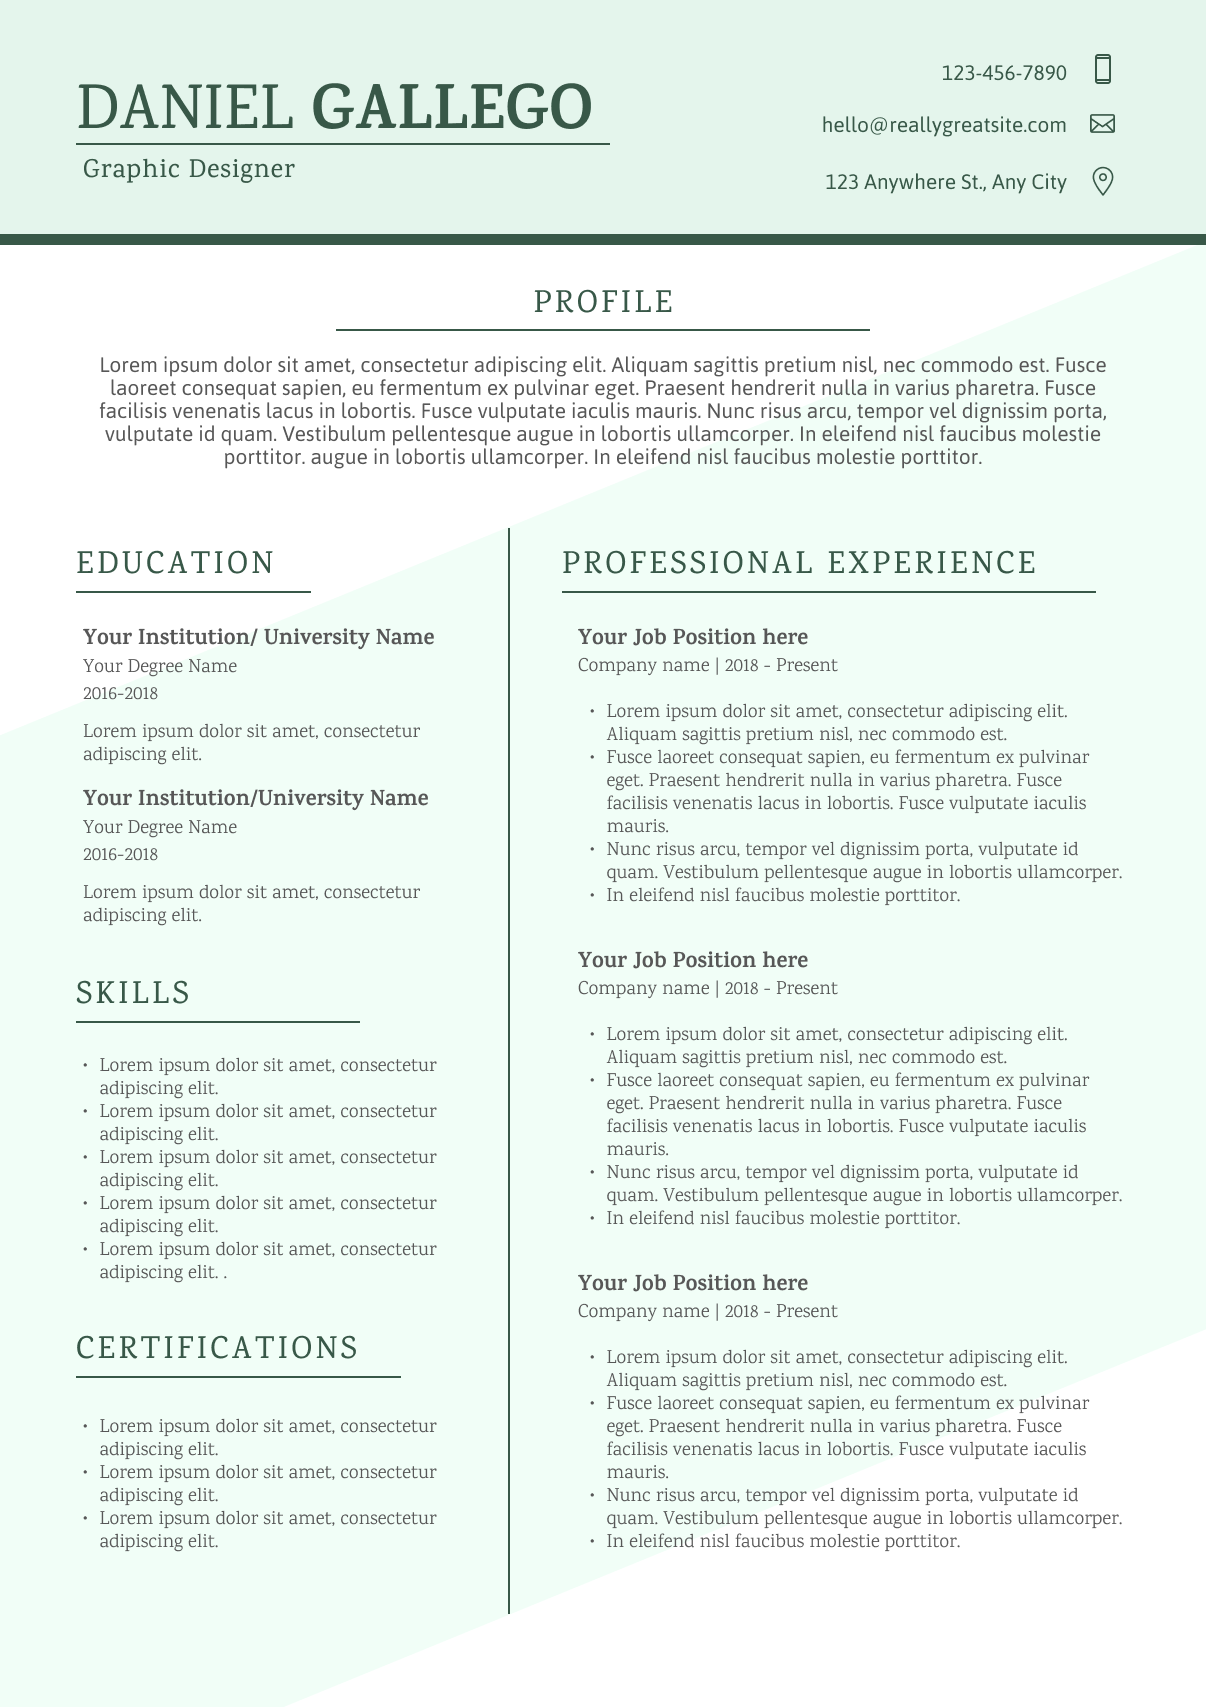 DANIEL GALLEGO
Graphic Designer
123-456-7890
hello@reallygreatsite.com
123 Anywhere St., Any City
PROFILE
Lorem ipsum dolor sit amet, consectetur adipiscing elit. Aliquam sagittis pretium nisl, nec commodo est. Fusce
laoreet consequat sapien, eu fermentum ex pulvinar eget. Praesent hendrerit nulla in varius pharetra. Fusce
facilisis venenatis lacus in lobortis. Fusce vulputate iaculis mauris. Nunc risus arcu, tempor vel dignissim porta,
vulputate id quam. Vestibulum pellentesque augue in lobortis ullamcorper. In eleifend nisl faucibus molestie
porttitor. augue in lobortis ullamcorper. In eleifend nisl faucibus molestie porttitor.
EDUCATION
Your Institution/ University Name
Your Degree Name
2016-2018
Lorem ipsum dolor sit amet, consectetur
adipiscing elit.
Your Institution/University Name
Your Degree Name
2016-2018
Lorem ipsum dolor sit amet, consectetur
adipiscing elit.
SKILLS
• Lorem ipsum dolor sit amet, consectetur
adipiscing elit.
• Lorem ipsum dolor sit amet, consectetur
adipiscing elit.
• Lorem ipsum dolor sit amet, consectetur
adipiscing elit.
• Lorem ipsum dolor sit amet, consectetur
adipiscing elit.
• Lorem ipsum dolor sit amet, consectetur
adipiscing elit. .
CERTIFICATIONS
• Lorem ipsum dolor sit amet, consectetur
adipiscing elit.
• Lorem ipsum dolor sit amet, consectetur
adipiscing elit.
• Lorem ipsum dolor sit amet, consectetur
adipiscing elit.
PROFESSIONAL EXPERIENCE
Your Job Position here
Company name | 2018 - Present
• Lorem ipsum dolor sit amet, consectetur adipiscing elit.
Aliquam sagittis pretium nisl, nec commodo est.
• Fusce laoreet consequat sapien, eu fermentum ex pulvinar
eget. Praesent hendrerit nulla in varius pharetra. Fusce
facilisis venenatis lacus in lobortis. Fusce vulputate iaculis
mauris.
• Nunc risus arcu, tempor vel dignissim porta, vulputate id
quam. Vestibulum pellentesque augue in lobortis ullamcorper.
• In eleifend nisl faucibus molestie porttitor.
Your Job Position here
Company name | 2018 - Present
• Lorem ipsum dolor sit amet, consectetur adipiscing elit.
Aliquam sagittis pretium nisl, nec commodo est.
• Fusce laoreet consequat sapien, eu fermentum ex pulvinar
eget. Praesent hendrerit nulla in varius pharetra. Fusce
facilisis venenatis lacus in lobortis. Fusce vulputate iaculis
mauris.
• Nunc risus arcu, tempor vel dignissim porta, vulputate id
quam. Vestibulum pellentesque augue in lobortis ullamcorper.
• In eleifend nisl faucibus molestie porttitor.
Your Job Position here
Company name | 2018 - Present
• Lorem ipsum dolor sit amet, consectetur adipiscing elit.
Aliquam sagittis pretium nisl, nec commodo est.
• Fusce laoreet consequat sapien, eu fermentum ex pulvinar
eget. Praesent hendrerit nulla in varius pharetra. Fusce
facilisis venenatis lacus in lobortis. Fusce vulputate iaculis
mauris.
• Nunc risus arcu, tempor vel dignissim porta, vulputate id
quam. Vestibulum pellentesque augue in lobortis ullamcorper.
• In eleifend nisl faucibus molestie porttitor.